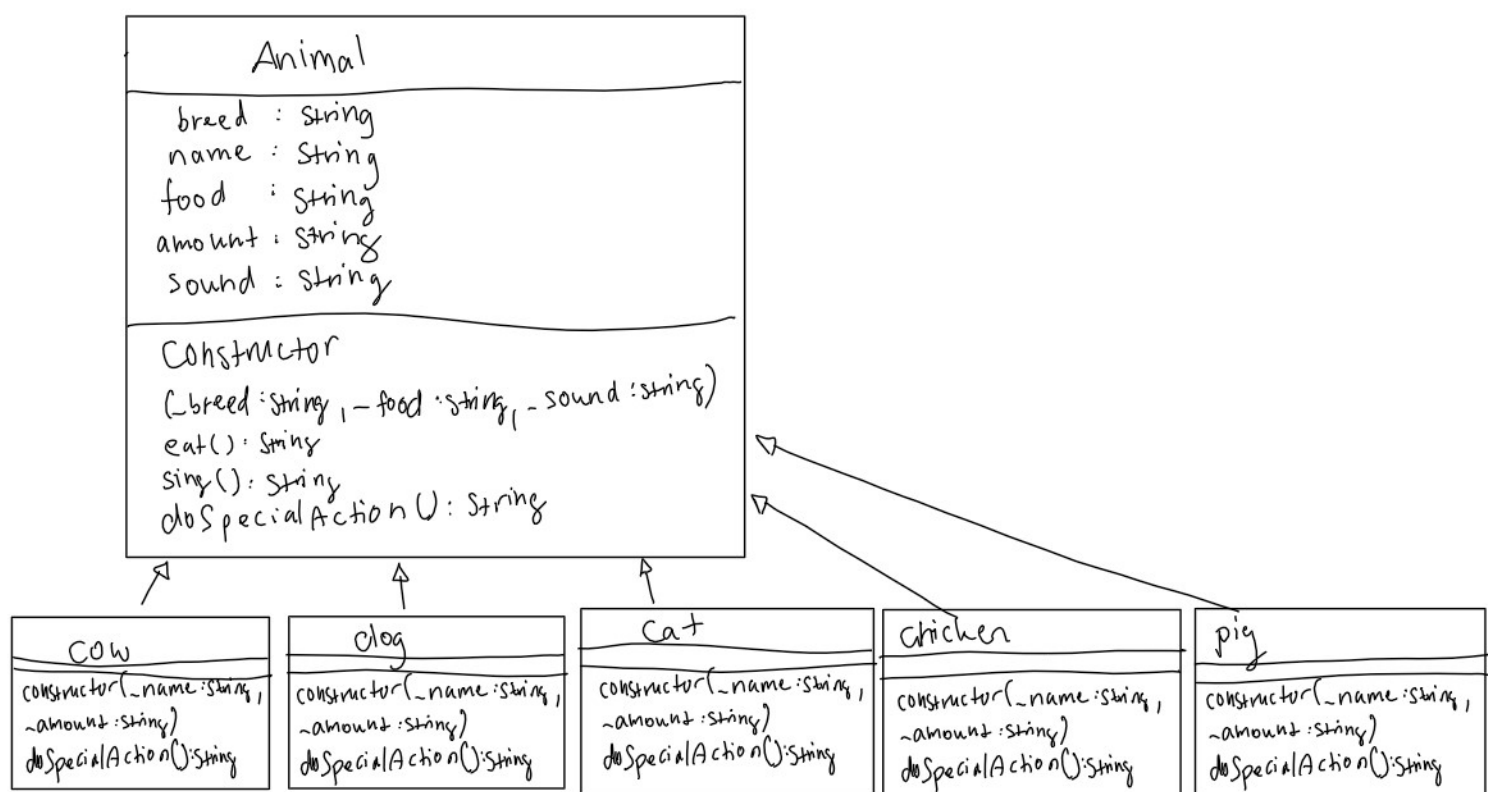 Animal
breed : string
name : String
food : string
amount : string
sound : string
Constructor
(_breed : string, _food : string, _sound : string)
eat() : string
sing() : string
doSpecialAction() : string
cow
constructor(_name : string,
_amount : string)
doSpecialAction() : string
dog
constructor(_name : string,
_amount : string)
doSpecialAction() : string
cat
constructor(_name : string,
_amount : string)
doSpecialAction() : string
chicken
constructor(_name : string,
_amount : string)
doSpecialAction() : string
pig
constructor(_name : string,
_amount : string)
doSpecialAction() : string